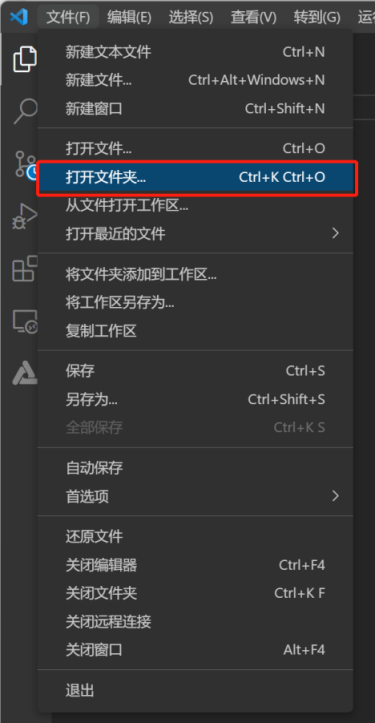 文件(F) 编辑(E) 选择(S) 查看(V) 转到(G)
新建文本文件 Ctrl+N
新建文件... Ctrl+Alt+Windows+N
新建窗口 Ctrl+Shift+N
打开文件... Ctrl+O
打开文件夹... Ctrl+K Ctrl+O
从文件打开工作区...
打开最近的文件
将文件夹添加到工作区...
将工作区另存为...
复制工作区
保存 Ctrl+S
另存为... Ctrl+Shift+S
全部保存 Ctrl+K S
自动保存
首选项
还原文件
关闭编辑器 Ctrl+F4
关闭文件夹 Ctrl+K F
关闭远程连接
关闭窗口 Alt+F4
退出